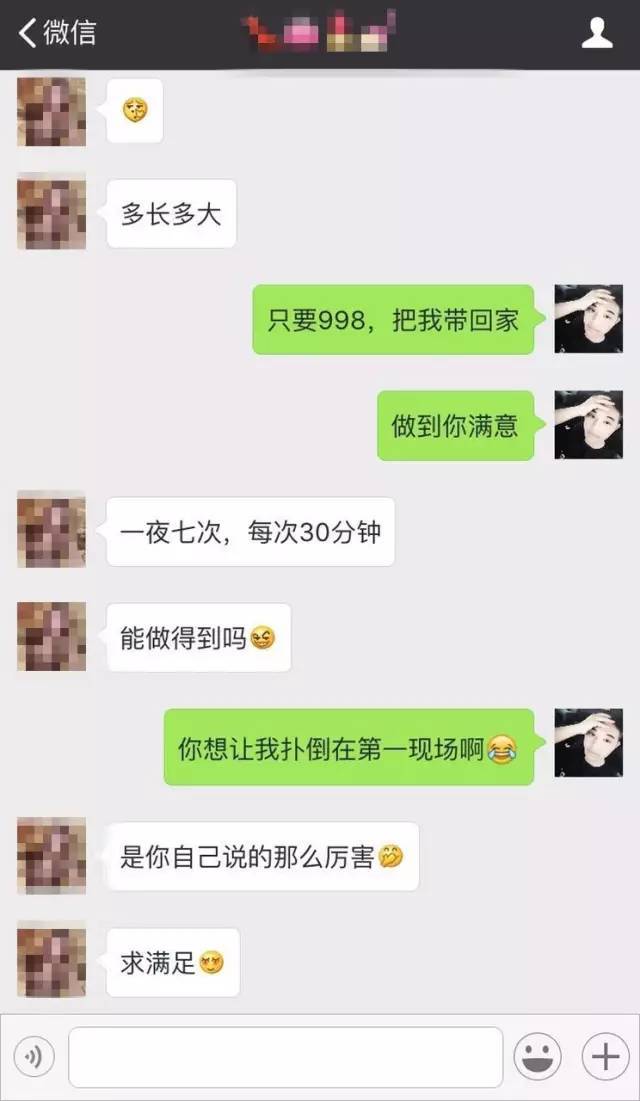 微信
多长多大
只要998，把我带回家
做到你满意
一夜七次，每次30分钟
能做得到吗
你想让我扑倒在第一现场啊
是你自己说的那么厉害
求满足